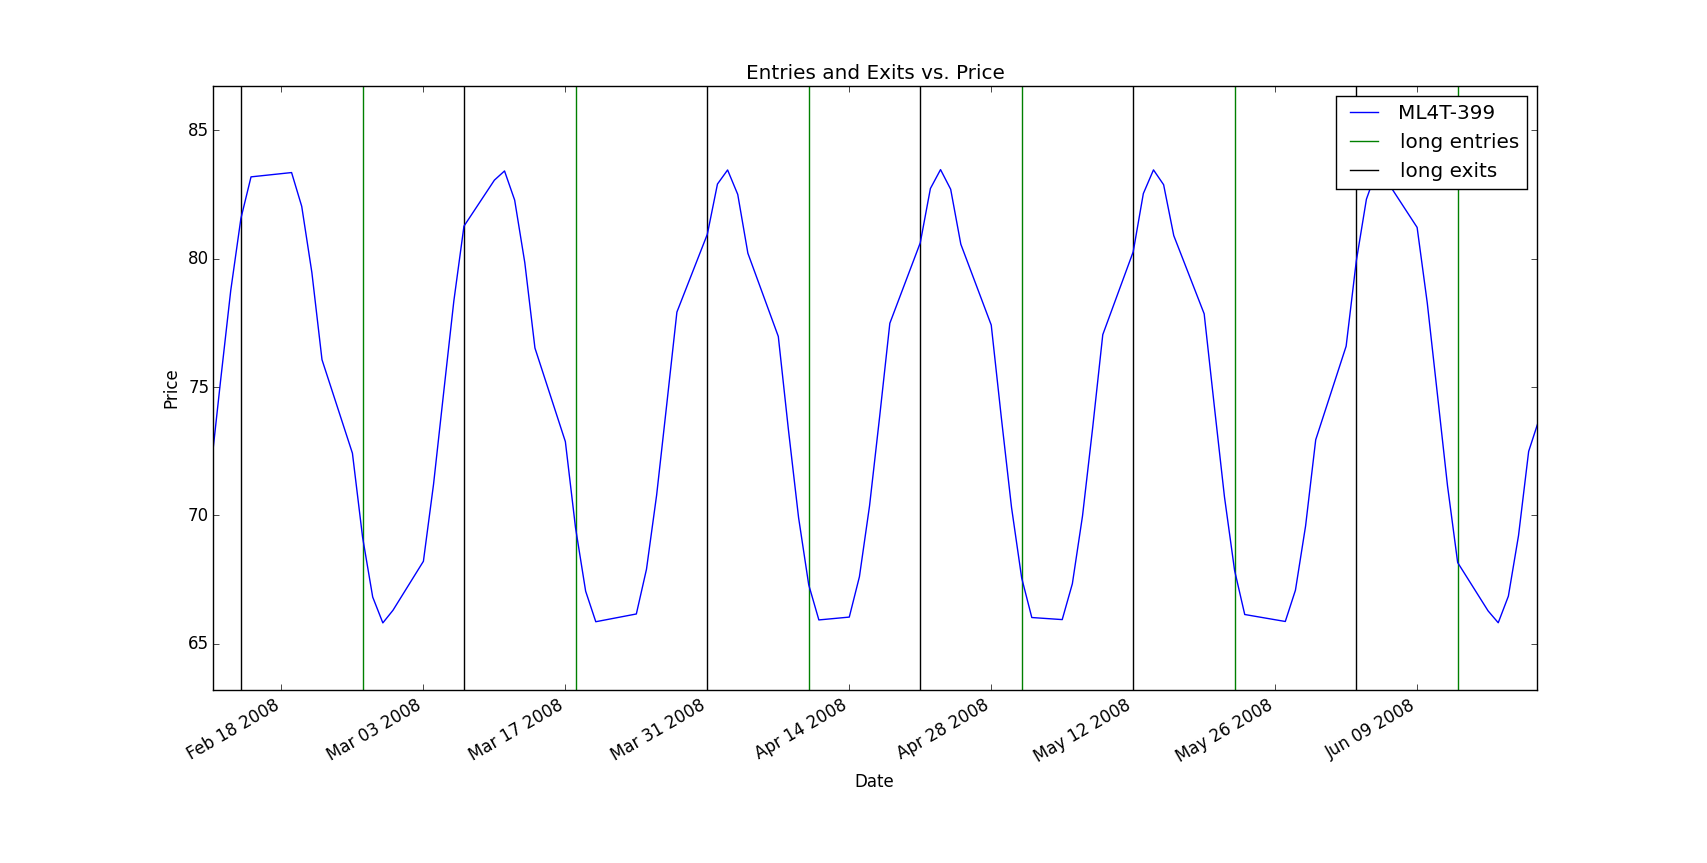 Entries and Exits vs. Price
ML4T-399
long entries
long exits
85
80
75
70
65
Price
Feb 18 2008
Mar 03 2008
Mar 17 2008
Mar 31 2008
Apr 14 2008
Apr 28 2008
May 12 2008
May 26 2008
Jun 09 2008
Date